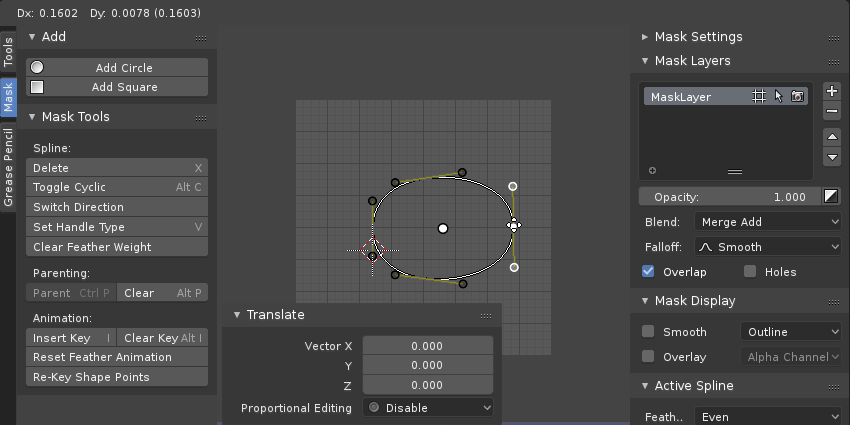 Dx: 0.1602   Dy: 0.0078 (0.1603)
Tools
Mask
Grease Pencil
Add
Add Circle
Add Square
Mask Tools
Spline:
Delete X
Toggle Cyclic Alt C
Switch Direction
Set Handle Type V
Clear Feather Weight
Parenting:
Parent Ctrl P Clear Alt P
Animation:
Insert Key I Clear Key Alt I
Reset Feather Animation
Re-Key Shape Points
Translate
Vector X 0.000
Y 0.000
Z 0.000
Proportional Editing Disable
Mask Settings
Mask Layers
MaskLayer
Opacity: 1.000
Blend: Merge Add
Falloff: Smooth
Overlap Holes
Mask Display
Smooth Outline
Overlay Alpha Channel
Active Spline
Feath.. Even